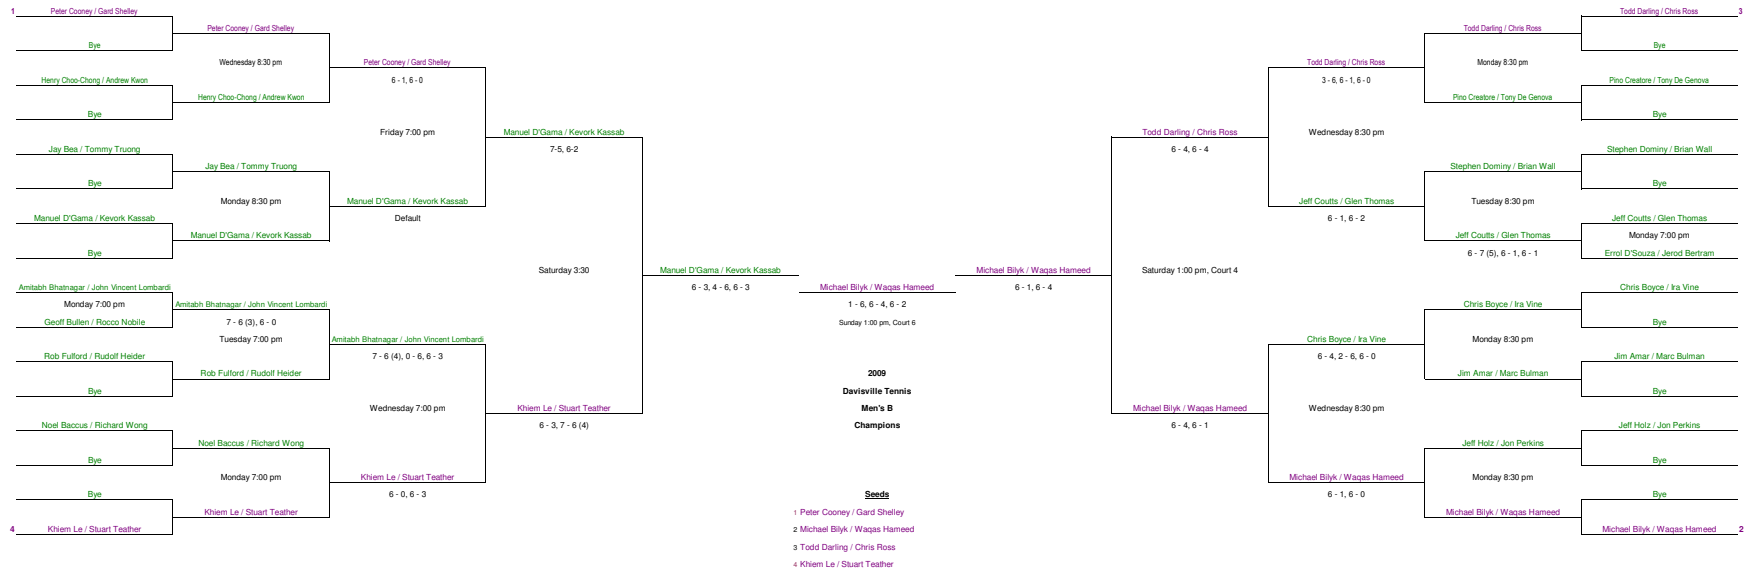 1 Peter Cooney / Gard Shelley
Bye
Peter Cooney / Gard Shelley
Wednesday 8:30 pm
Henry Choo-Chong / Andrew Kwon
Bye
Henry Choo-Chong / Andrew Kwon
Peter Cooney / Gard Shelley
6 - 1, 6 - 0
Friday 7:00 pm
Jay Bea / Tommy Truong
Bye
Jay Bea / Tommy Truong
Monday 8:30 pm
Manuel D'Gama / Kevork Kassab
Bye
Manuel D'Gama / Kevork Kassab
Manuel D'Gama / Kevork Kassab
Default
Manuel D'Gama / Kevork Kassab
7-5, 6-2
Saturday 3:30
Amitabh Bhatnagar / John Vincent Lombardi
Monday 7:00 pm
Geoff Bullen / Rocco Nobile
Amitabh Bhatnagar / John Vincent Lombardi
7 - 6 (3), 6 - 0
Tuesday 7:00 pm
Rob Fulford / Rudolf Heider
Bye
Rob Fulford / Rudolf Heider
Amitabh Bhatnagar / John Vincent Lombardi
7 - 6 (4), 0 - 6, 6 - 3
Wednesday 7:00 pm
Noel Baccus / Richard Wong
Bye
Noel Baccus / Richard Wong
Monday 7:00 pm
Bye
4 Khiem Le / Stuart Teather
Khiem Le / Stuart Teather
Khiem Le / Stuart Teather
6 - 0, 6 - 3
Khiem Le / Stuart Teather
6 - 3, 7 - 6 (4)
Manuel D'Gama / Kevork Kassab
6 - 3, 4 - 6, 6 - 3
Michael Bilyk / Waqas Hameed
1 - 6, 6 - 4, 6 - 2
Sunday 1:00 pm, Court 6
2009
Davisville Tennis
Men's B
Champions
Seeds
1 Peter Cooney / Gard Shelley
2 Michael Bilyk / Waqas Hameed
3 Todd Darling / Chris Ross
4 Khiem Le / Stuart Teather
Michael Bilyk / Waqas Hameed
6 - 1, 6 - 4
Todd Darling / Chris Ross
6 - 4, 6 - 4
Saturday 1:00 pm, Court 4
Michael Bilyk / Waqas Hameed
6 - 4, 6 - 1
Todd Darling / Chris Ross
3 - 6, 6 - 1, 6 - 0
Wednesday 8:30 pm
Jeff Coutts / Glen Thomas
6 - 1, 6 - 2
Chris Boyce / Ira Vine
6 - 4, 2 - 6, 6 - 0
Wednesday 8:30 pm
Michael Bilyk / Waqas Hameed
6 - 1, 6 - 0
Todd Darling / Chris Ross
Monday 8:30 pm
Pino Creatore / Tony De Genova
Stephen Dominy / Brian Wall
Tuesday 8:30 pm
Jeff Coutts / Glen Thomas
6 - 7 (5), 6 - 1, 6 - 1
Chris Boyce / Ira Vine
Monday 8:30 pm
Jim Amar / Marc Bulman
Jeff Holz / Jon Perkins
Monday 8:30 pm
Michael Bilyk / Waqas Hameed
Todd Darling / Chris Ross 3
Bye
Pino Creatore / Tony De Genova
Bye
Stephen Dominy / Brian Wall
Bye
Jeff Coutts / Glen Thomas
Monday 7:00 pm
Errol D'Souza / Jerod Bertram
Chris Boyce / Ira Vine
Bye
Jim Amar / Marc Bulman
Bye
Jeff Holz / Jon Perkins
Bye
Bye
Michael Bilyk / Waqas Hameed 2